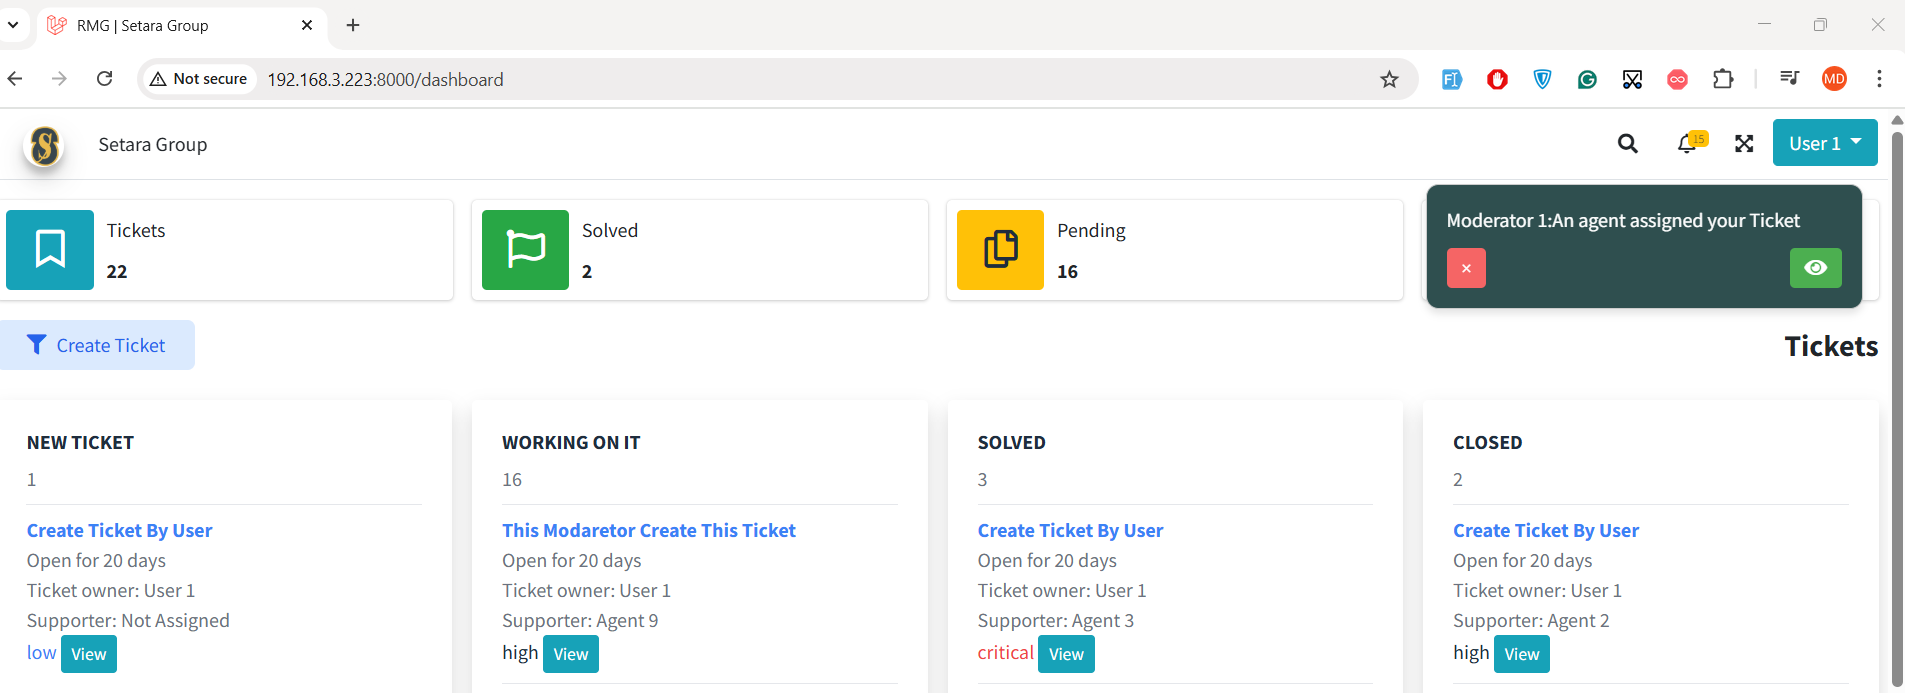 RMG | Setara Group
Not secure
192.168.3.223:8000/dashboard
MD
Setara Group
15
User 1
Tickets
22
Solved
2
Pending
16
Moderator 1:An agent assigned your Ticket
×
Create Ticket
Tickets
NEW TICKET
1
Create Ticket By User
Open for 20 days
Ticket owner: User 1
Supporter: Not Assigned
low View
WORKING ON IT
16
This Modaretor Create This Ticket
Open for 20 days
Ticket owner: User 1
Supporter: Agent 9
high View
SOLVED
3
Create Ticket By User
Open for 20 days
Ticket owner: User 1
Supporter: Agent 3
critical View
CLOSED
2
Create Ticket By User
Open for 20 days
Ticket owner: User 1
Supporter: Agent 2
high View